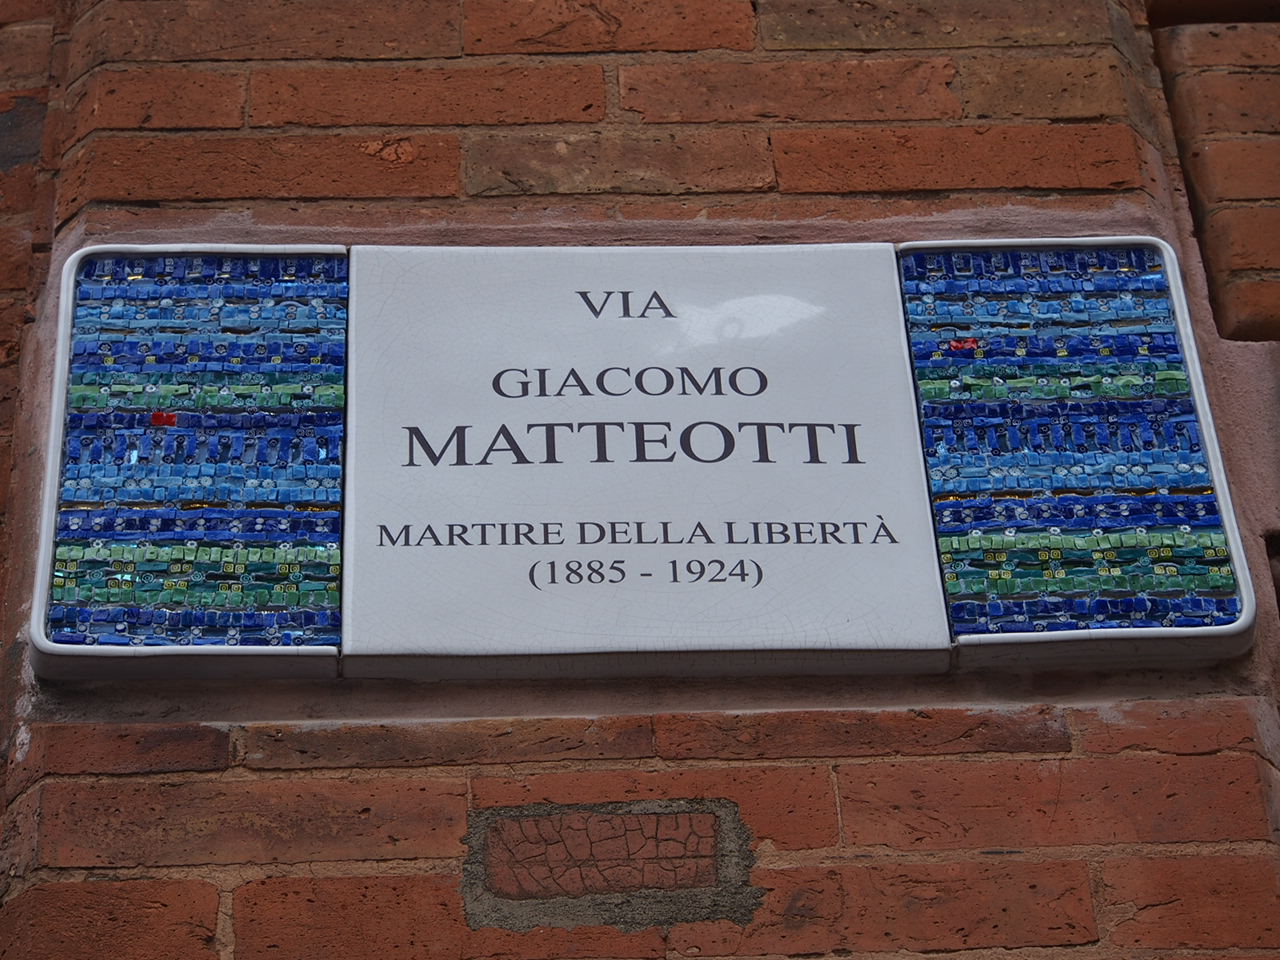 VIA
GIACOMO
MATTEOTTI
MARTIRE DELLA LIBERTÀ
(1885 - 1924)